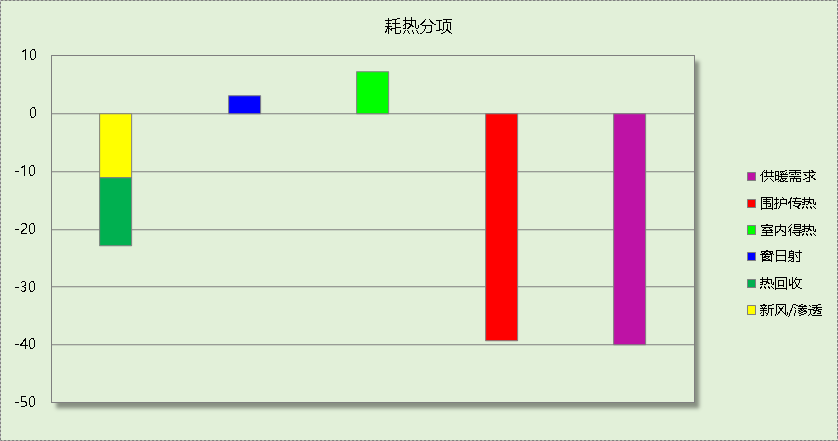 耗热分项
10
0
-10
-20
-30
-40
-50
供暖需求
围护传热
室内得热
窗日射
热回收
新风/渗透